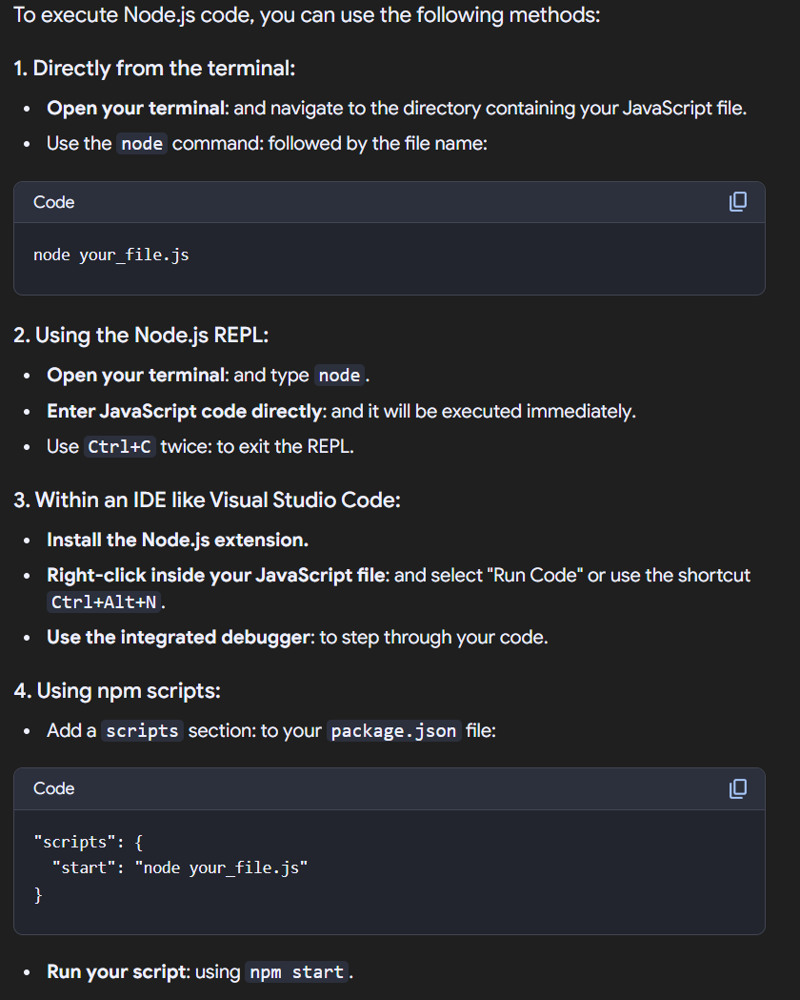 To execute Node.js code, you can use the following methods:
1. Directly from the terminal:
• Open your terminal: and navigate to the directory containing your JavaScript file.
• Use the node command: followed by the file name:
Code
node your_file.js
2. Using the Node.js REPL:
• Open your terminal: and type node.
• Enter JavaScript code directly: and it will be executed immediately.
• Use Ctrl+C twice: to exit the REPL.
3. Within an IDE like Visual Studio Code:
• Install the Node.js extension.
• Right-click inside your JavaScript file: and select "Run Code" or use the shortcut
Ctrl+Alt+N.
• Use the integrated debugger: to step through your code.
4. Using npm scripts:
• Add a scripts section: to your package.json file:
Code
"scripts": {
  "start": "node your_file.js"
}
• Run your script: using npm start.